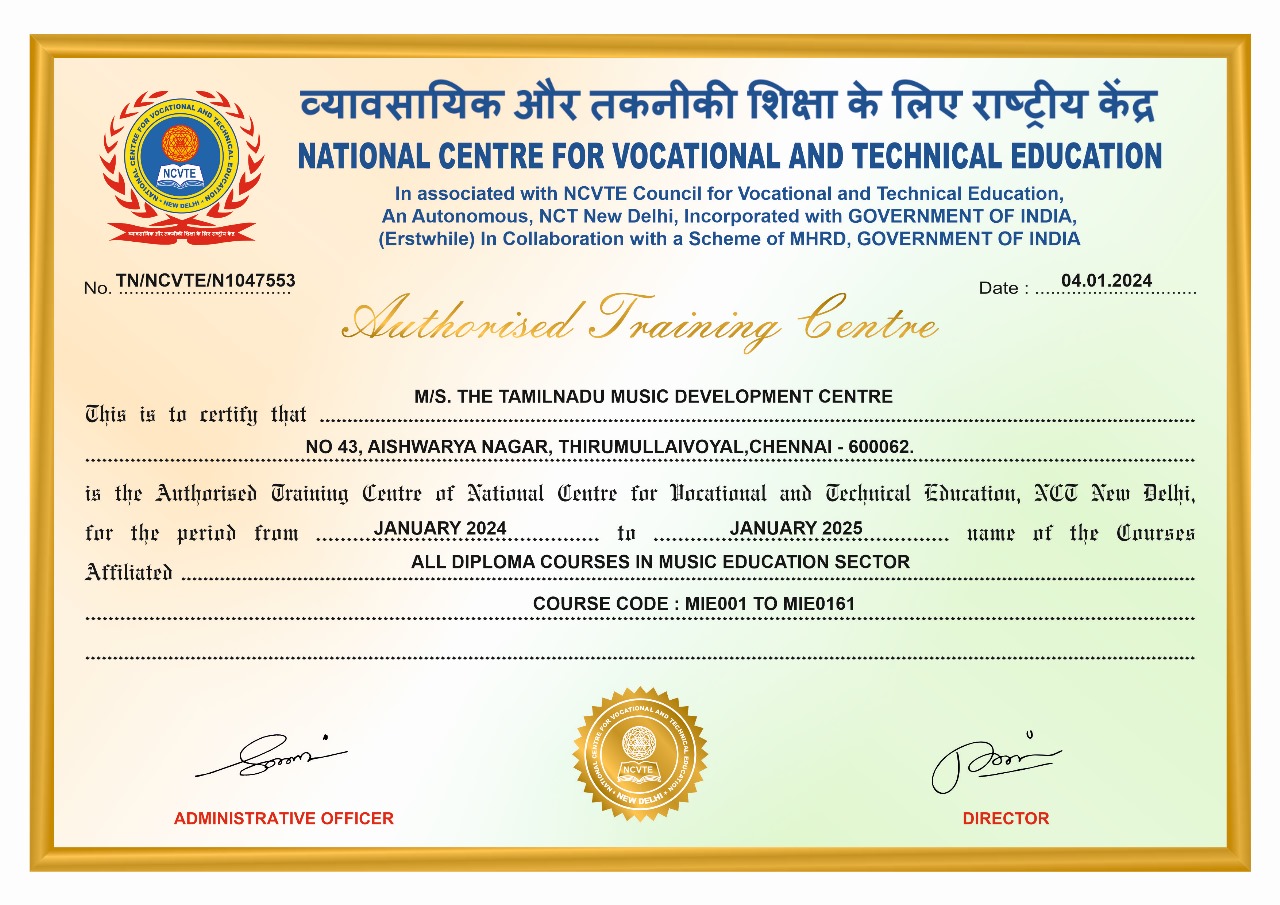 व्यावसायिक और तकनीकी शिक्षा के लिए राष्ट्रीय केंद्र
NATIONAL CENTRE FOR VOCATIONAL AND TECHNICAL EDUCATION
In associated with NCVTE Council for Vocational and Technical Education,
An Autonomous, NCT New Delhi, Incorporated with GOVERNMENT OF INDIA,
(Erstwhile) In Collaboration with a Scheme of MHRD, GOVERNMENT OF INDIA
NATIONAL CENTRE FOR VOCATIONAL AND TECHNICAL EDUCATION
NCVTE
• NEW DELHI •
व्यावसायिक और तकनीकी शिक्षा के लिए राष्ट्रीय केंद्र
No. TN/NCVTE/N1047553
Date : 04.01.2024
Authorised Training Centre
This is to certify that M/S. THE TAMILNADU MUSIC DEVELOPMENT CENTRE
NO 43, AISHWARYA NAGAR, THIRUMULLAIVOYAL,CHENNAI - 600062.
is the Authorised Training Centre of National Centre for Vocational and Technical Education, NCT New Delhi,
for the period from JANUARY 2024 to JANUARY 2025 name of the Courses
Affiliated ALL DIPLOMA COURSES IN MUSIC EDUCATION SECTOR
COURSE CODE : MIE001 TO MIE0161
NATIONAL CENTRE FOR VOCATIONAL AND TECHNICAL EDUCATION
NCVTE
• NEW DELHI •
ADMINISTRATIVE OFFICER
DIRECTOR